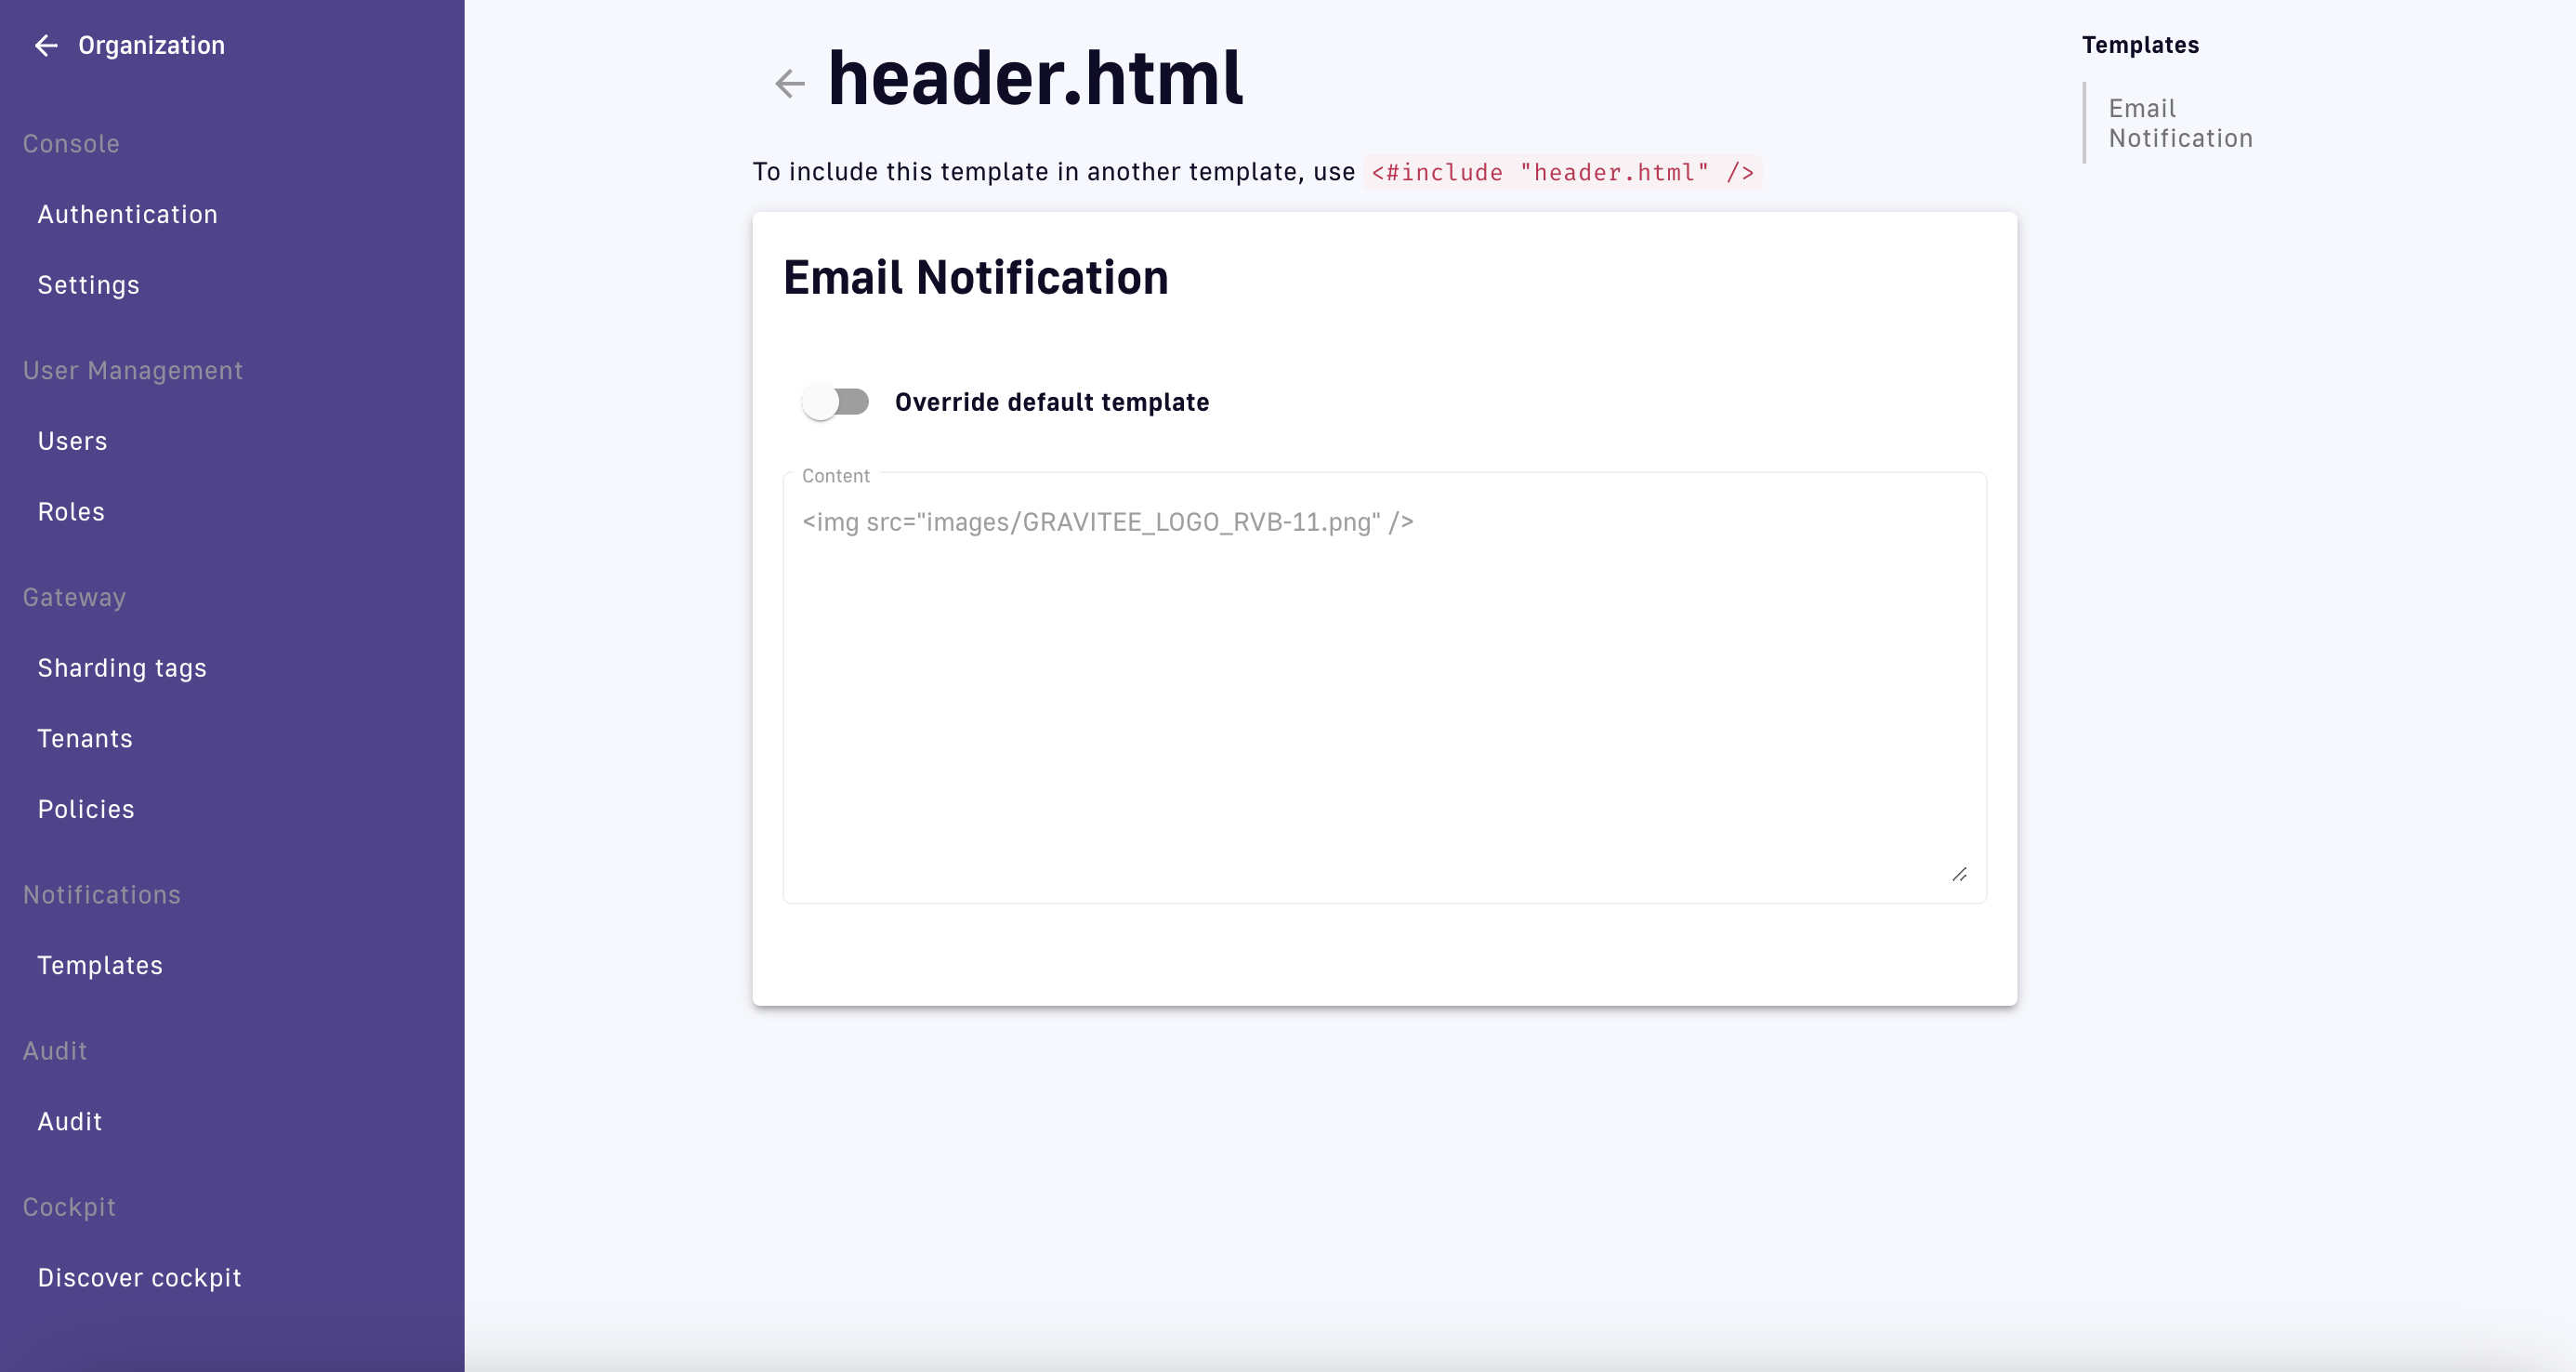 Organization
Console
Authentication
Settings
User Management
Users
Roles
Gateway
Sharding tags
Tenants
Policies
Notifications
Templates
Audit
Audit
Cockpit
Discover cockpit
header.html
To include this template in another template, use <#include "header.html" />
Email Notification
Override default template
Content
<img src="images/GRAVITEE_LOGO_RVB-11.png" />
Templates
Email
Notification